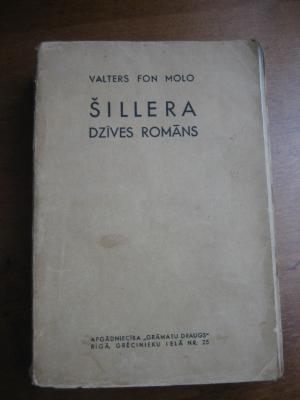 VALTERS FON MOLO
ŠILLERA
DZĪVES ROMĀNS
APGĀDNIECĪBA „GRĀMATU DRAUGS"
RĪGĀ, GRĒCINIEKU IELĀ NR. 25